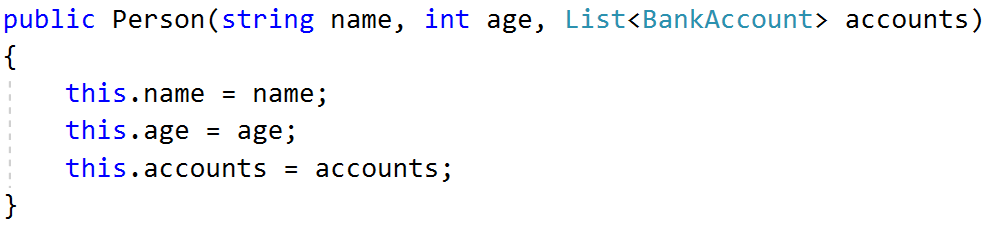 public Person(string name, int age, List<BankAccount> accounts)
{
    this.name = name;
    this.age = age;
    this.accounts = accounts;
}